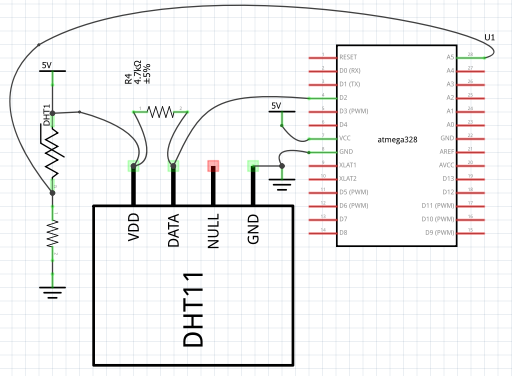 U1
5V
R4
4.7kΩ
±5%
DHT1
5V
atmega328
RESET
D0 (RX)
D1 (TX)
D2
D3 (PWM)
D4
VCC
GND
XLAT1
XLAT2
D5 (PWM)
D6 (PWM)
D7
D8
A5
A4
A3
A2
A1
A0
GND
AREF
AVCC
D13
D12
D11 (PWM)
D10 (PWM)
D9 (PWM)
VDD
DATA
NULL
GND
DHT11